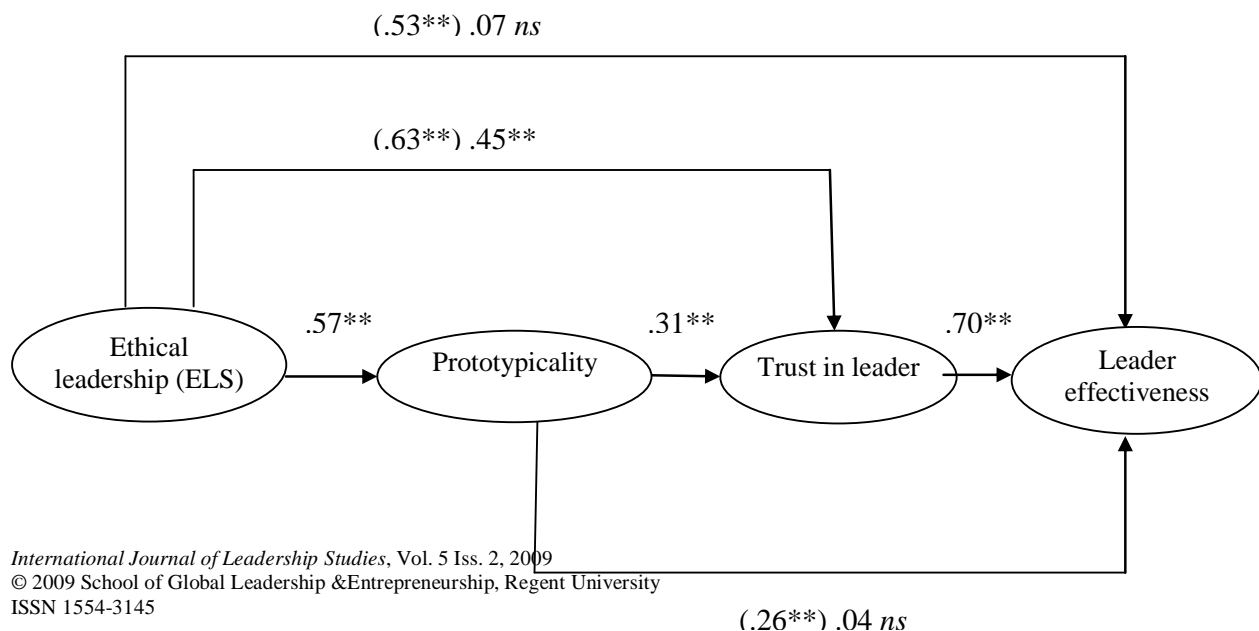 (.53**) .07 ns
(.63**) .45**
.57**
.31**
.70**
Ethical
leadership (ELS)
Prototypicality
Trust in leader
Leader
effectiveness
International Journal of Leadership Studies, Vol. 5 Iss. 2, 2009
© 2009 School of Global Leadership &Entrepreneurship, Regent University
ISSN 1554-3145
(.26**) .04 ns